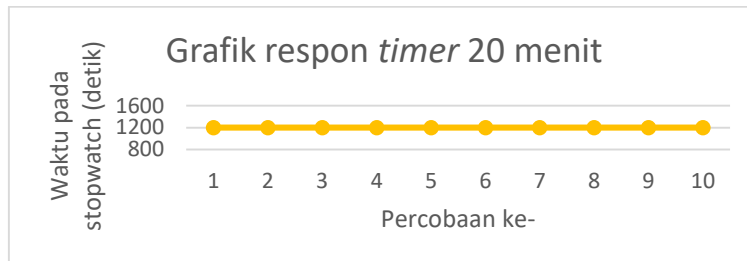 Grafik respon timer 20 menit
Waktu pada
stopwatch (detik)
1600
1200
800
1 2 3 4 5 6 7 8 9 10
Percobaan ke-